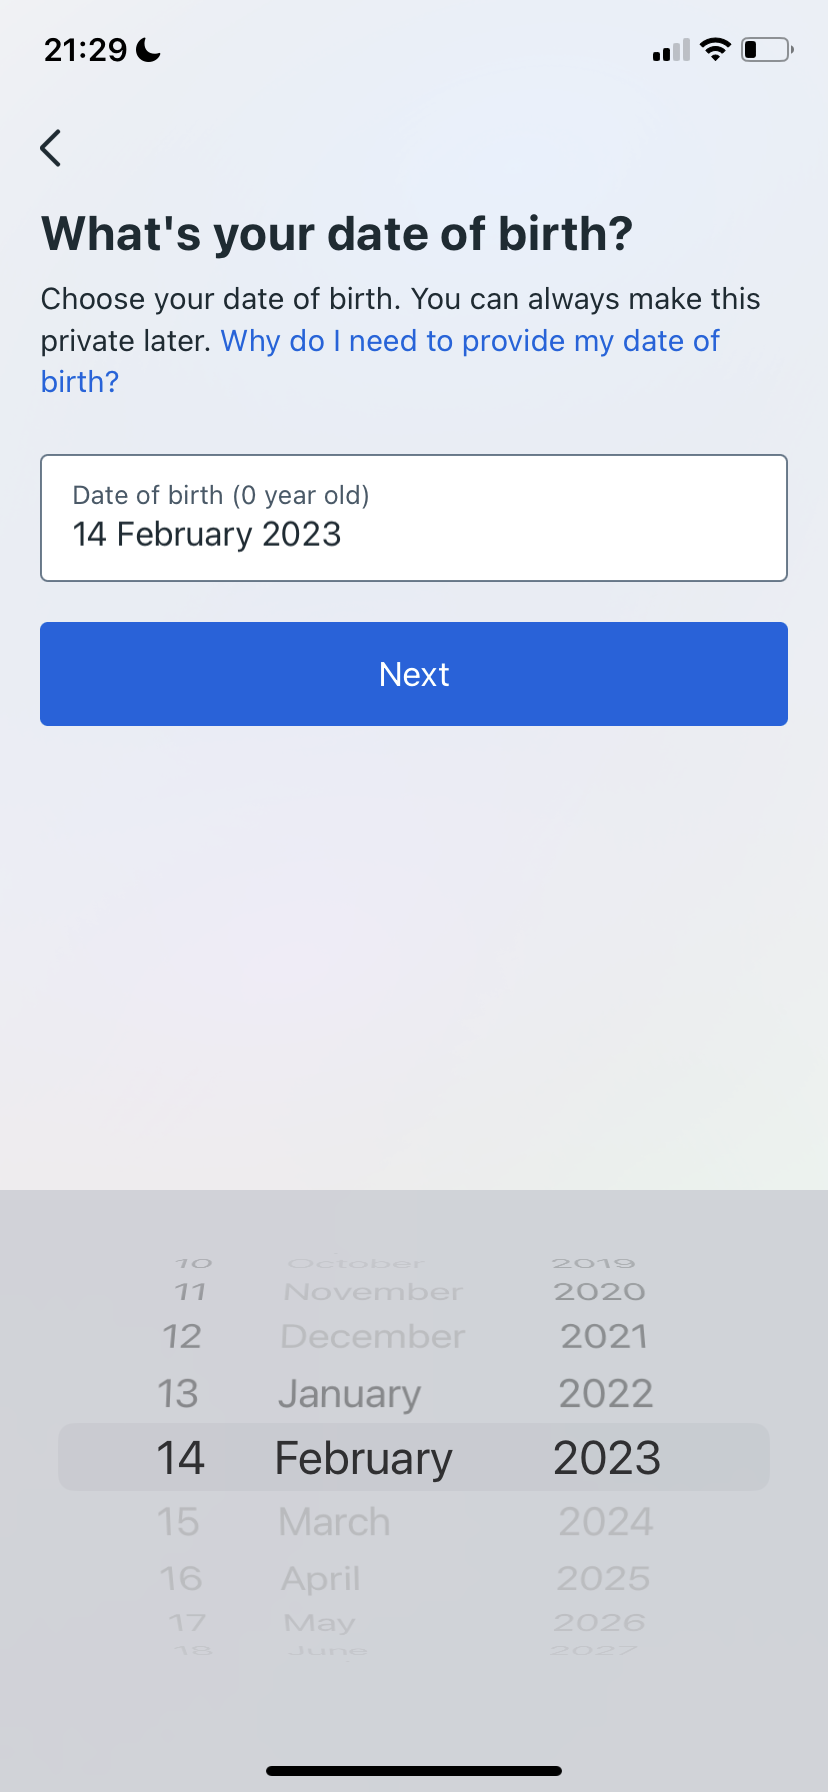 21:29
What's your date of birth?
Choose your date of birth. You can always make this
private later. Why do I need to provide my date of
birth?
Date of birth (0 year old)
14 February 2023
Next
10 October 2019
11 November 2020
12 December 2021
13 January 2022
14 February 2023
15 March 2024
16 April 2025
17 May 2026
18 June 2027